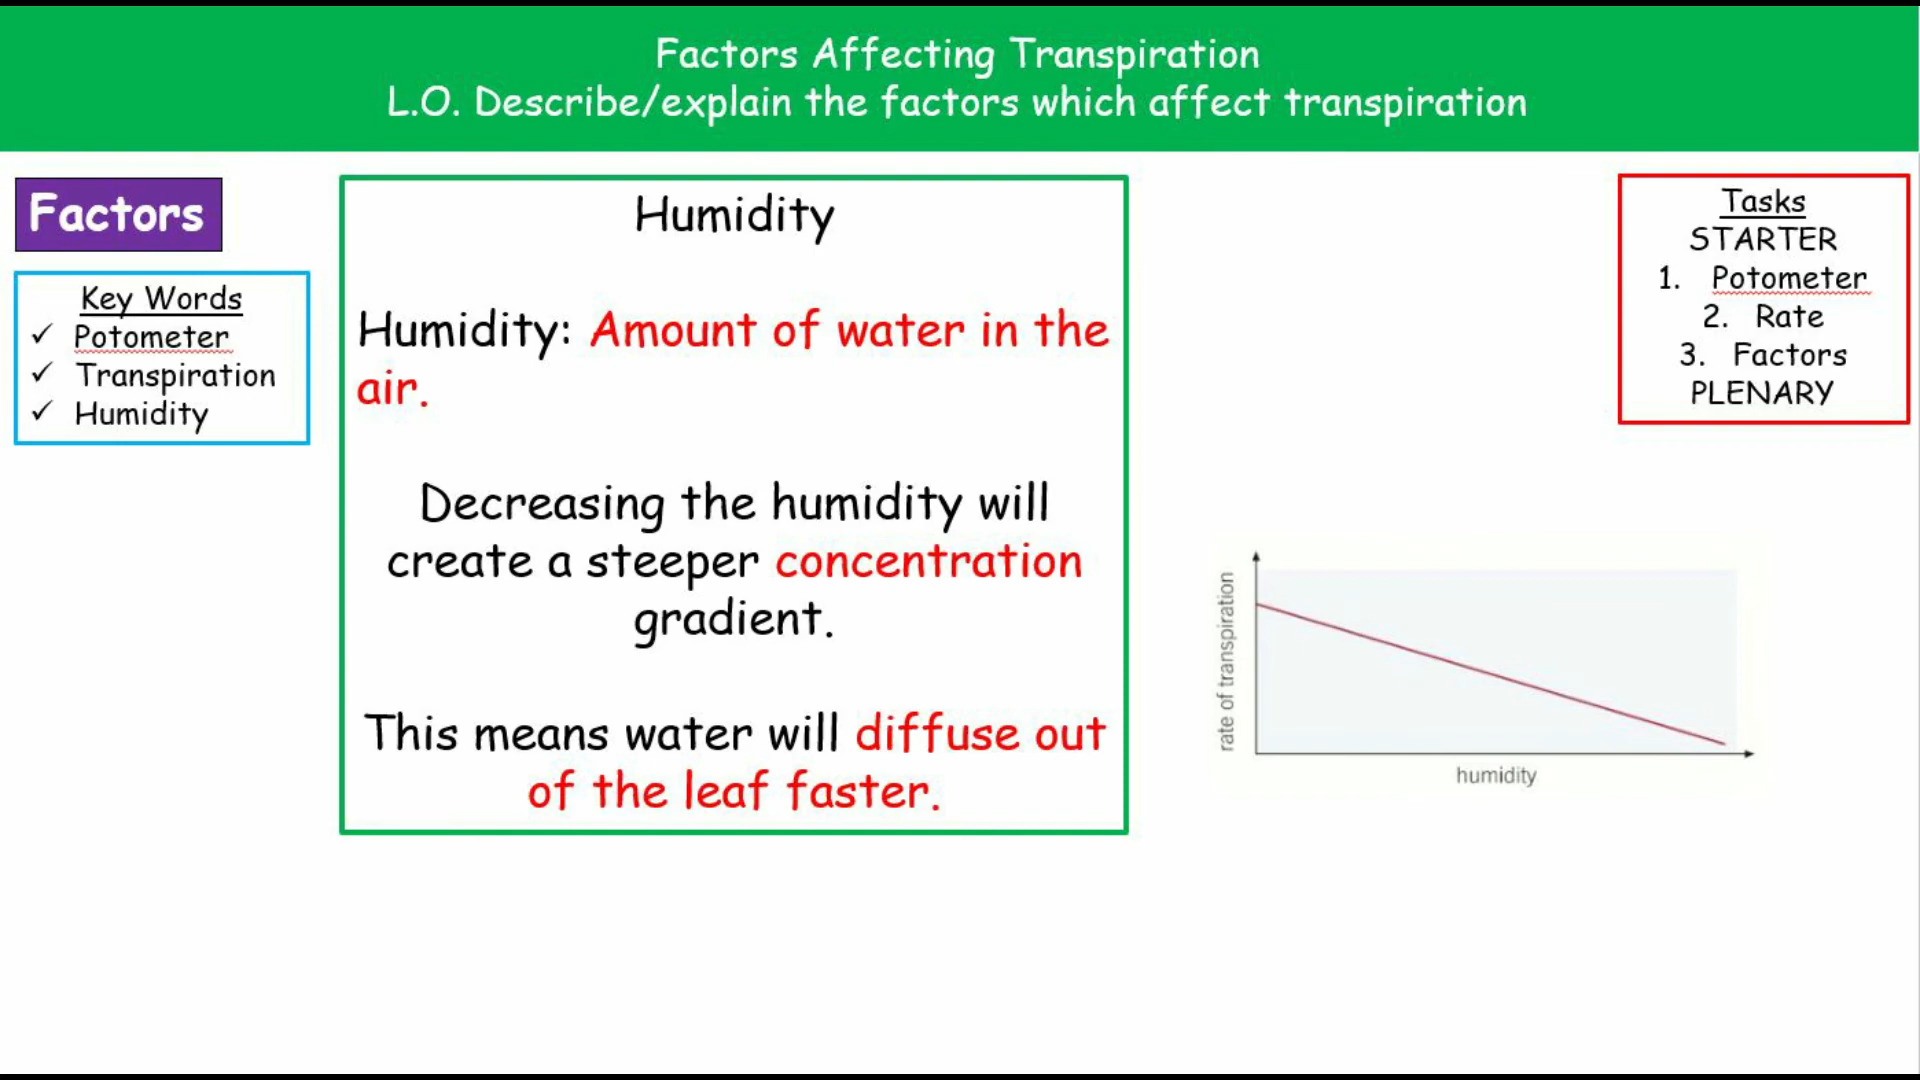 Factors Affecting Transpiration
L.O. Describe/explain the factors which affect transpiration
Factors
Key Words
✓ Potometer
✓ Transpiration
✓ Humidity
Humidity
Humidity: Amount of water in the
air.
Decreasing the humidity will
create a steeper concentration
gradient.
This means water will diffuse out
of the leaf faster.
Tasks
STARTER
1. Potometer
2. Rate
3. Factors
PLENARY
rate of transpiration
humidity